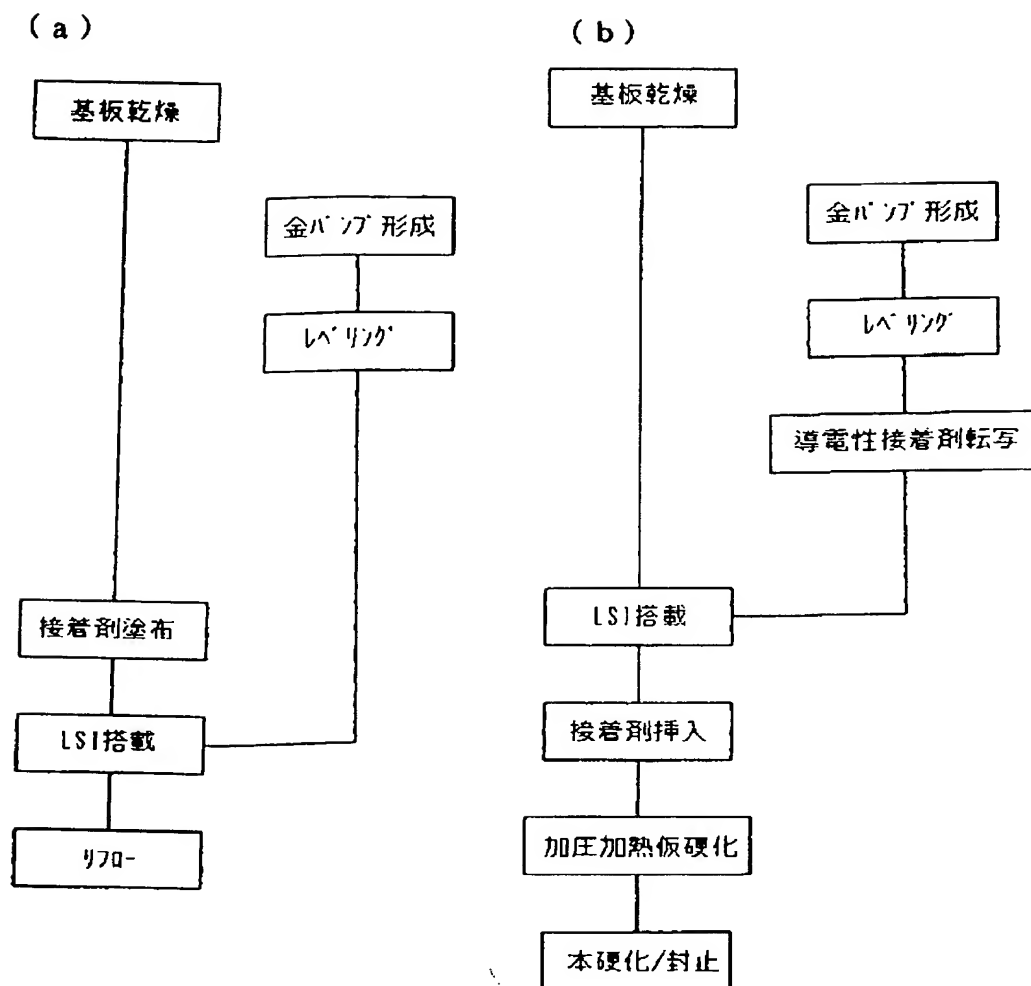 (a)
基板乾燥
金ﾊﾞﾝﾌﾟ形成
ﾚﾍﾞﾘﾝｸﾞ
接着剤塗布
LSI搭載
ﾘﾌﾛｰ
(b)
基板乾燥
金ﾊﾞﾝﾌﾟ形成
ﾚﾍﾞﾘﾝｸﾞ
導電性接着剤転写
LSI搭載
接着剤挿入
加圧加熱仮硬化
本硬化/封止